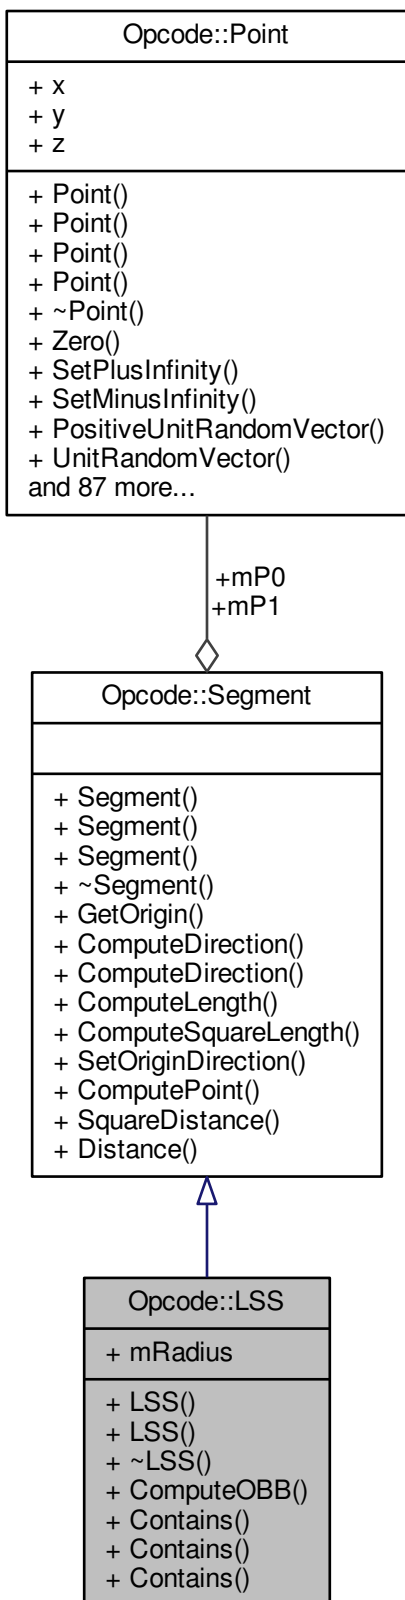 Opcode::Point
+ x
+ y
+ z
+ Point()
+ Point()
+ Point()
+ Point()
+ ~Point()
+ Zero()
+ SetPlusInfinity()
+ SetMinusInfinity()
+ PositiveUnitRandomVector()
+ UnitRandomVector()
and 87 more...
+mP0
+mP1
Opcode::Segment
+ Segment()
+ Segment()
+ Segment()
+ ~Segment()
+ GetOrigin()
+ ComputeDirection()
+ ComputeDirection()
+ ComputeLength()
+ ComputeSquareLength()
+ SetOriginDirection()
+ ComputePoint()
+ SquareDistance()
+ Distance()
Opcode::LSS
+ mRadius
+ LSS()
+ LSS()
+ ~LSS()
+ ComputeOBB()
+ Contains()
+ Contains()
+ Contains()